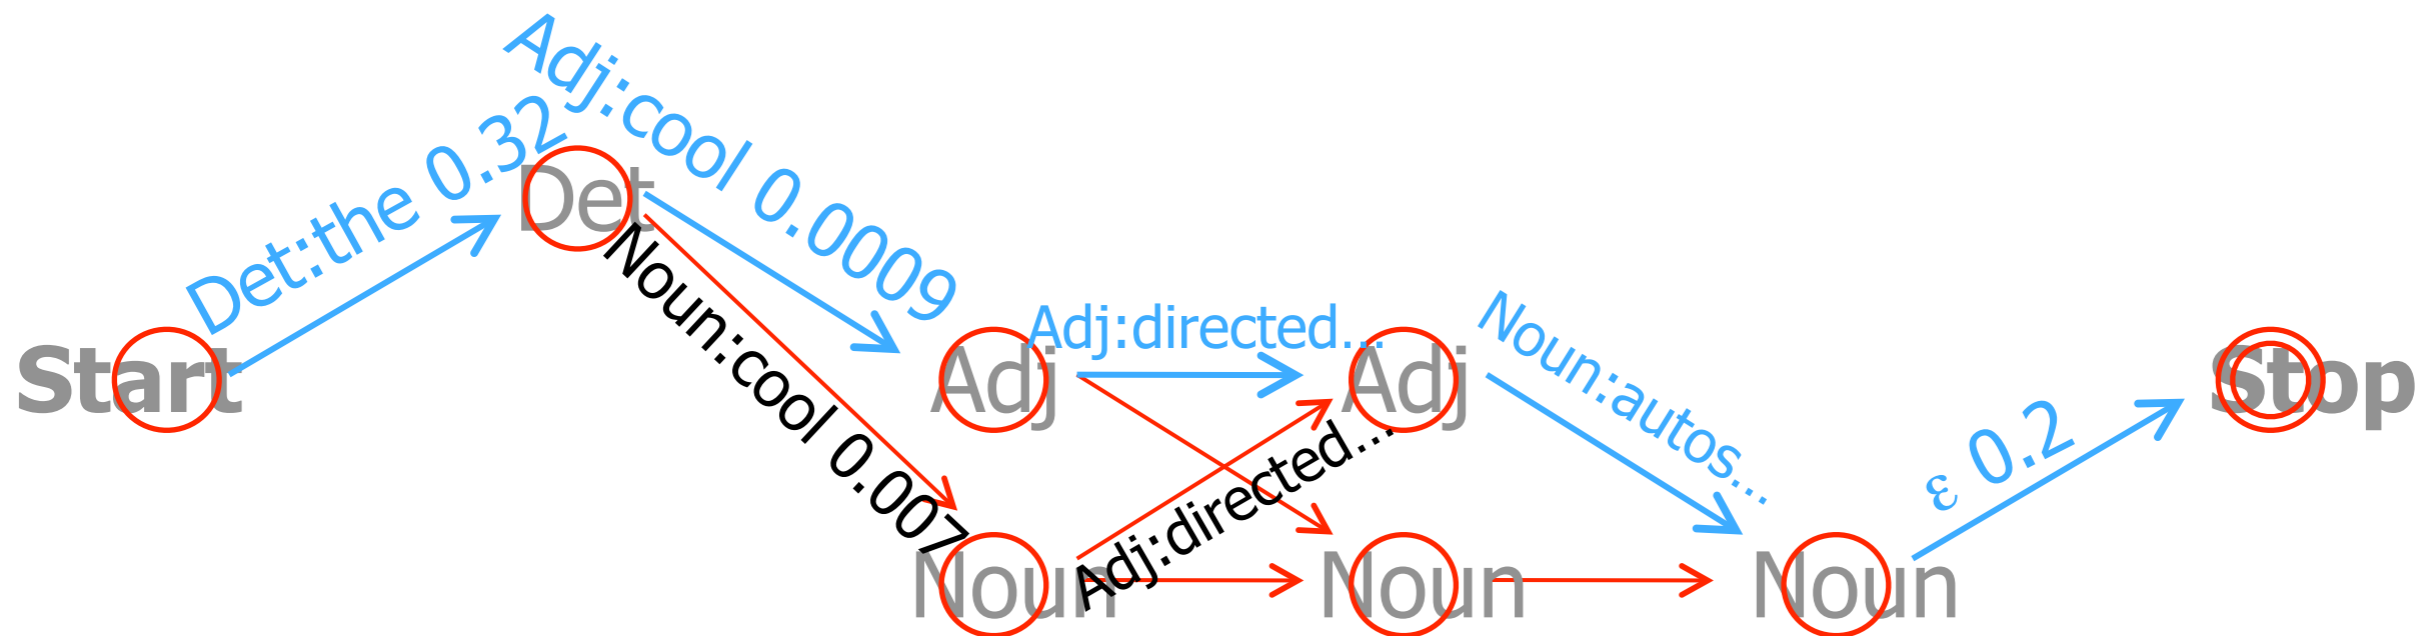 Adj:cool 0.0009
Det:the 0.32
Det
Noun:cool 0.007
Adj:directed...
Noun:autos...
Start
Adj
Adj
Stop
Adj:directed...
ε 0.2
Noun
Noun
Noun